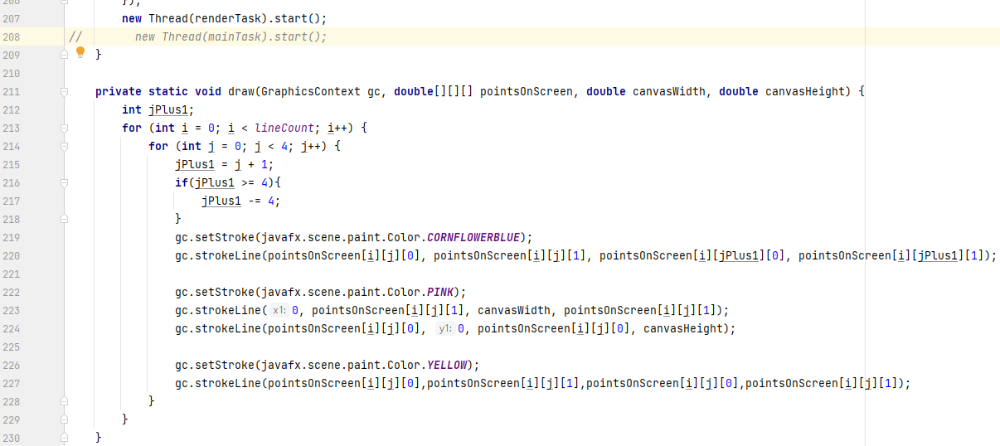 206 });
207 new Thread(renderTask).start();
208 // new Thread(mainTask).start();
209 }
210
211 private static void draw(GraphicsContext gc, double[][][] pointsOnScreen, double canvasWidth, double canvasHeight) {
212 int jPlus1;
213 for (int i = 0; i < lineCount; i++) {
214 for (int j = 0; j < 4; j++) {
215 jPlus1 = j + 1;
216 if(jPlus1 >= 4){
217 jPlus1 -= 4;
218 }
219 gc.setStroke(javafx.scene.paint.Color.CORNFLOWERBLUE);
220 gc.strokeLine(pointsOnScreen[i][j][0], pointsOnScreen[i][j][1], pointsOnScreen[i][jPlus1][0], pointsOnScreen[i][jPlus1][1]);
221
222 gc.setStroke(javafx.scene.paint.Color.PINK);
223 gc.strokeLine( x1: 0, pointsOnScreen[i][j][1], canvasWidth, pointsOnScreen[i][j][1]);
224 gc.strokeLine(pointsOnScreen[i][j][0], y1: 0, pointsOnScreen[i][j][0], canvasHeight);
225
226 gc.setStroke(javafx.scene.paint.Color.YELLOW);
227 gc.strokeLine(pointsOnScreen[i][j][0],pointsOnScreen[i][j][1],pointsOnScreen[i][j][0],pointsOnScreen[i][j][1]);
228 }
229 }
230 }